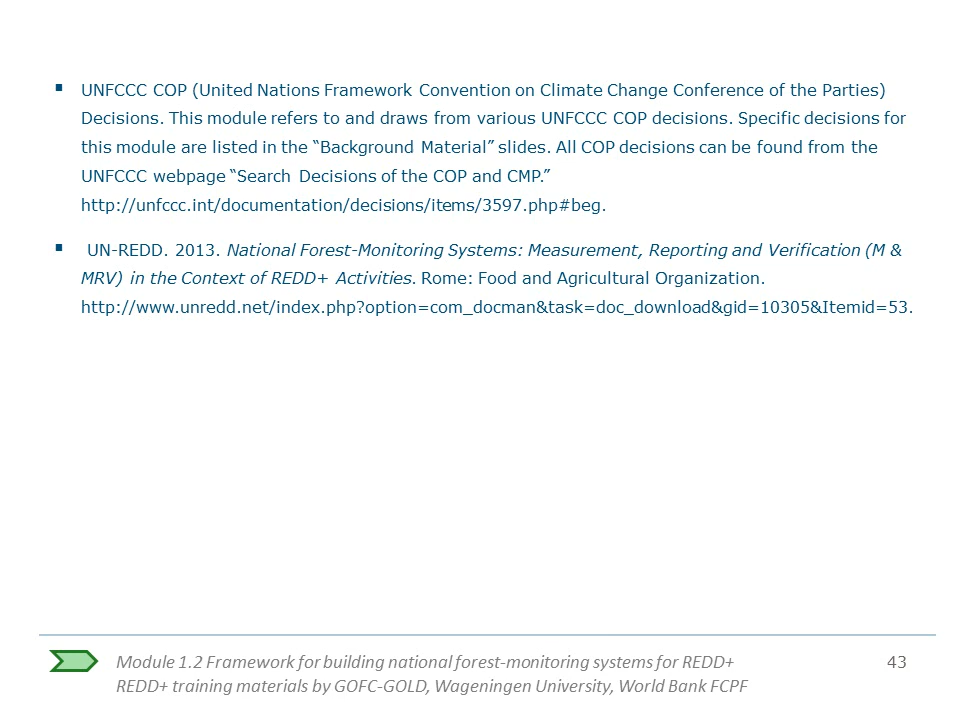 ▪ UNFCCC COP (United Nations Framework Convention on Climate Change Conference of the Parties)
Decisions. This module refers to and draws from various UNFCCC COP decisions. Specific decisions for
this module are listed in the “Background Material” slides. All COP decisions can be found from the
UNFCCC webpage “Search Decisions of the COP and CMP.”
http://unfccc.int/documentation/decisions/items/3597.php#beg.
▪ UN-REDD. 2013. National Forest-Monitoring Systems: Measurement, Reporting and Verification (M &
MRV) in the Context of REDD+ Activities. Rome: Food and Agricultural Organization.
http://www.unredd.net/index.php?option=com_docman&task=doc_download&gid=10305&Itemid=53.
Module 1.2 Framework for building national forest-monitoring systems for REDD+
REDD+ training materials by GOFC-GOLD, Wageningen University, World Bank FCPF
43